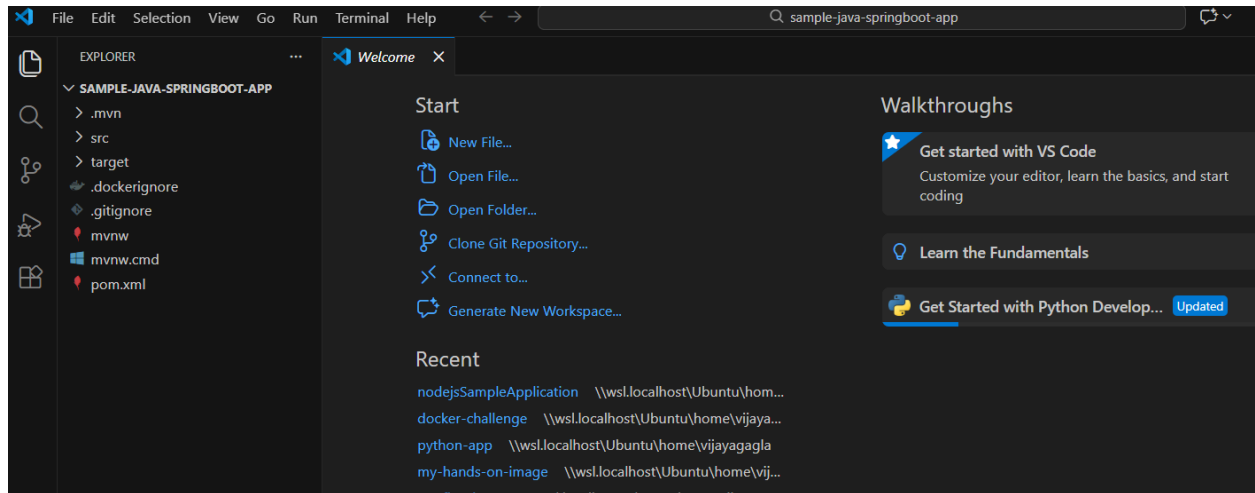 File Edit Selection View Go Run Terminal Help
sample-java-springboot-app
EXPLORER
SAMPLE-JAVA-SPRINGBOOT-APP
.mvn
src
target
.dockerignore
.gitignore
mvnw
mvnw.cmd
pom.xml
Welcome
Start
New File...
Open File...
Open Folder...
Clone Git Repository...
Connect to...
Generate New Workspace...
Recent
nodejsSampleApplication \\wsl.localhost\Ubuntu\hom...
docker-challenge \\wsl.localhost\Ubuntu\home\vijaya...
python-app \\wsl.localhost\Ubuntu\home\vijayagagla
my-hands-on-image \\wsl.localhost\Ubuntu\home\vij...
Walkthroughs
Get started with VS Code
Customize your editor, learn the basics, and start
coding
Learn the Fundamentals
Get Started with Python Develop... Updated